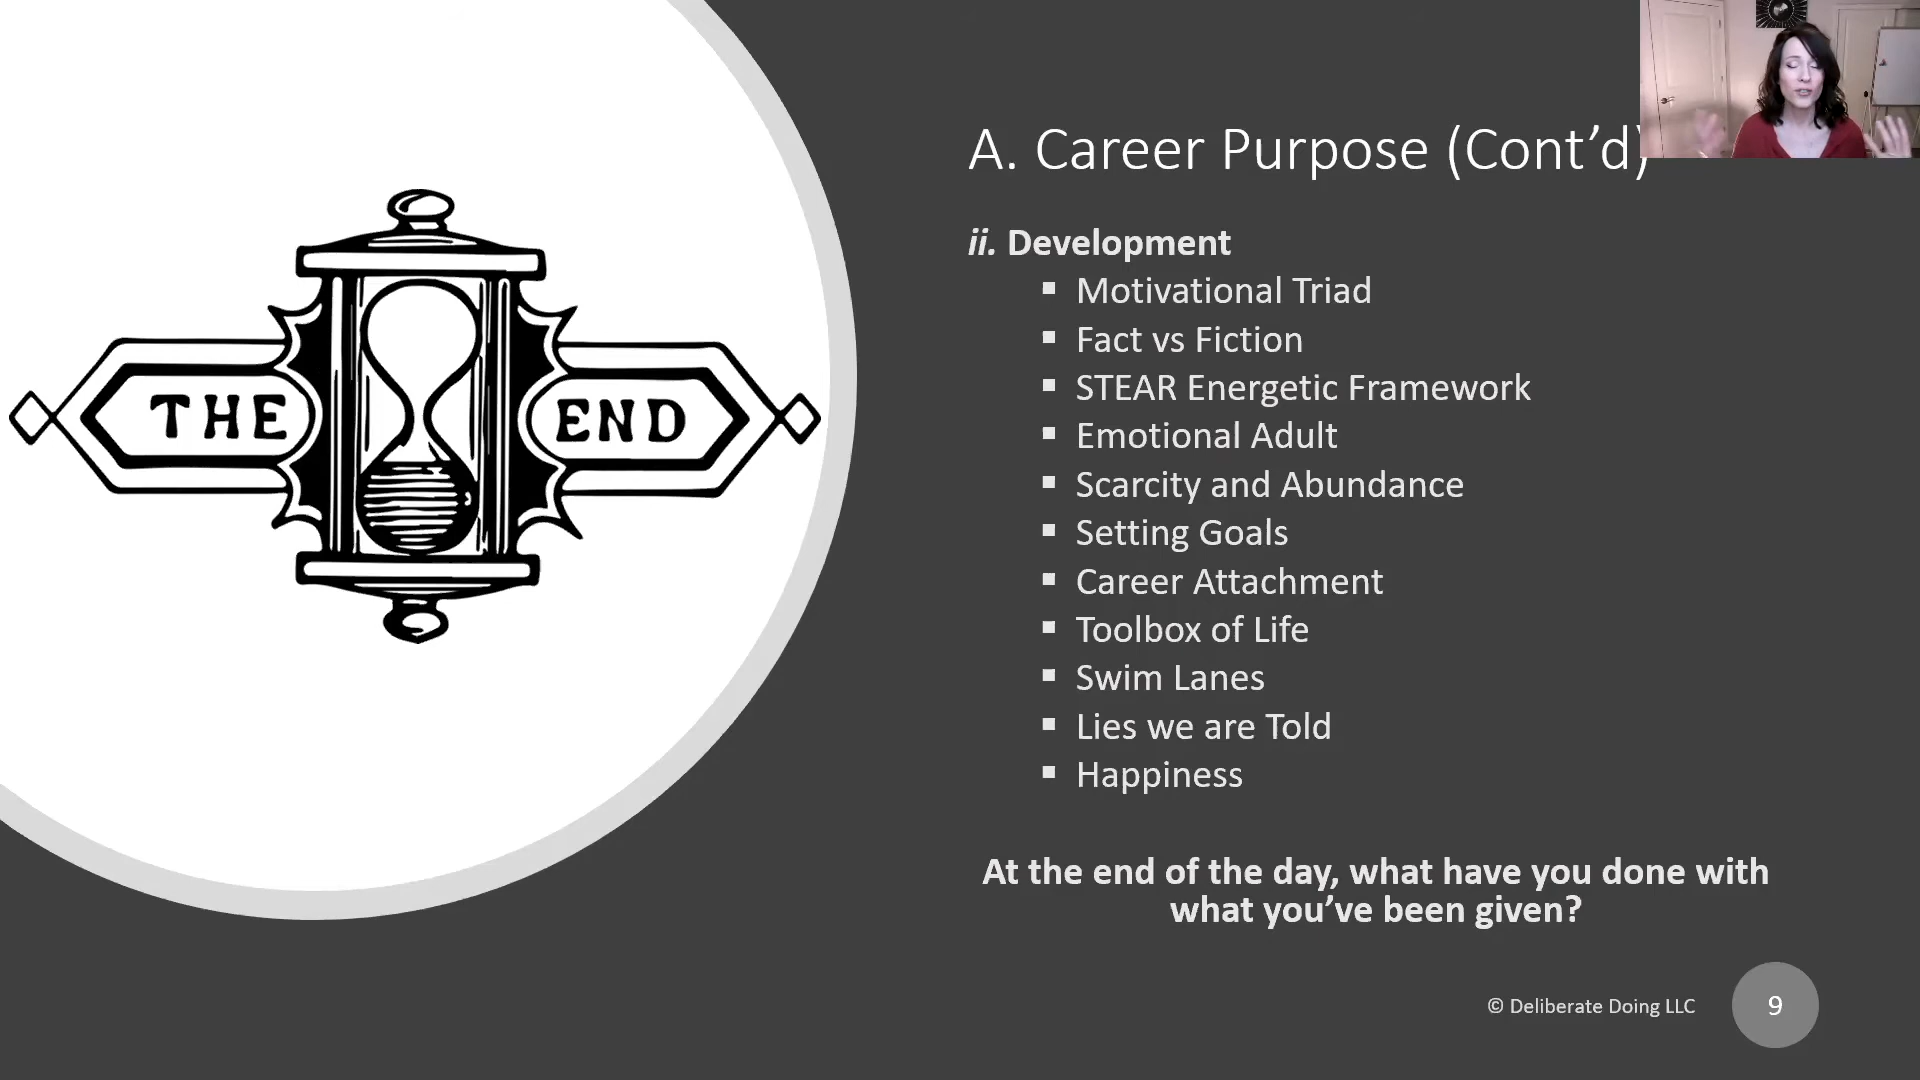 THE END
A. Career Purpose (Cont’d)
ii. Development
Motivational Triad
Fact vs Fiction
STEAR Energetic Framework
Emotional Adult
Scarcity and Abundance
Setting Goals
Career Attachment
Toolbox of Life
Swim Lanes
Lies we are Told
Happiness
At the end of the day, what have you done with
what you’ve been given?
© Deliberate Doing LLC
9